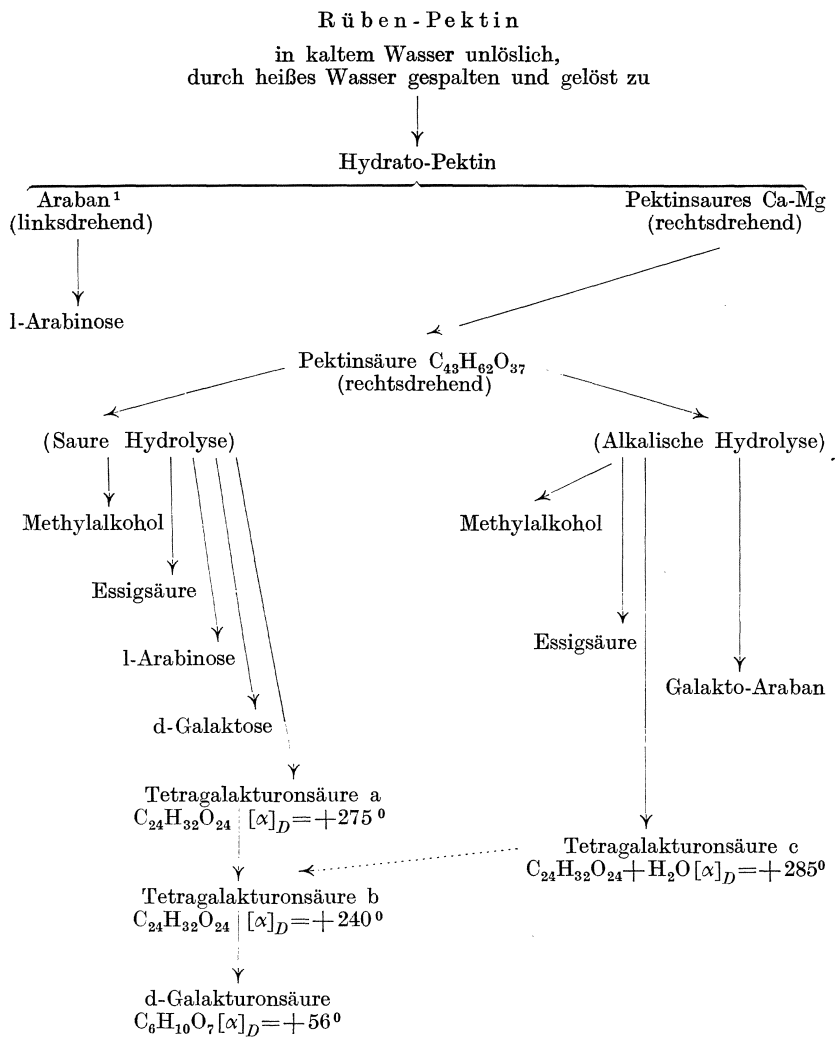 Rüben-Pektin
in kaltem Wasser unlöslich,
durch heißes Wasser gespalten und gelöst zu
Hydrato-Pektin
Araban¹
(linksdrehend)
Pektinsaures Ca-Mg
(rechtsdrehend)
l-Arabinose
Pektinsäure C₄₃H₆₂O₃₇
(rechtsdrehend)
(Saure Hydrolyse)
(Alkalische Hydrolyse)
Methylalkohol
Methylalkohol
Essigsäure
Essigsäure
l-Arabinose
Galakto-Araban
d-Galaktose
Tetragalakturonsäure a
C₂₄H₃₂O₂₄ [α]D=+275⁰
Tetragalakturonsäure c
C₂₄H₃₂O₂₄+H₂O[α]D=+285⁰
Tetragalakturonsäure b
C₂₄H₃₂O₂₄ [α]D=+240⁰
d-Galakturonsäure
C₆H₁₀O₇[α]D=+56⁰